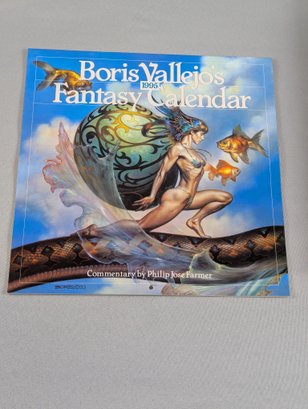 Boris Vallejo's
1995
Fantasy Calendar
Commentary by Philip José Farmer